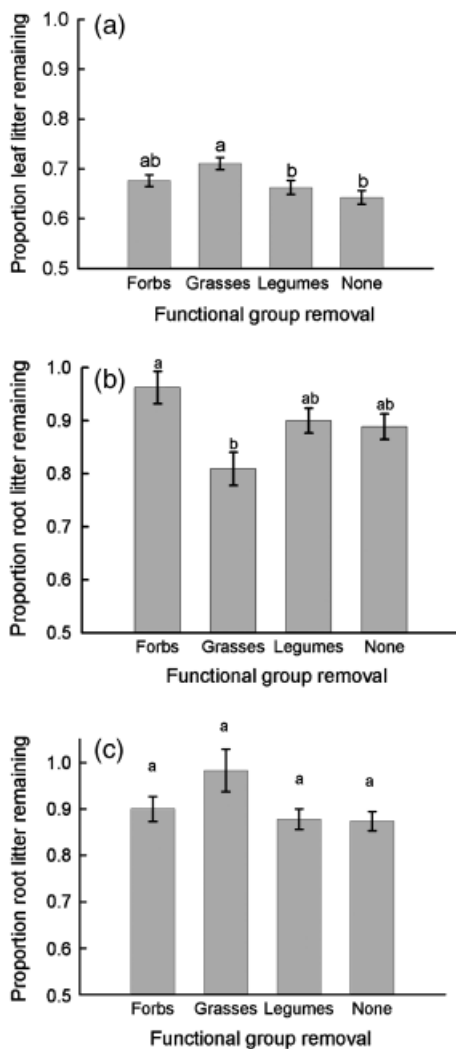 (a)
Proportion leaf litter remaining
1.0
0.9
0.8
0.7
0.6
0.5
ab
a
b
b
Forbs Grasses Legumes None
Functional group removal
(b)
Proportion root litter remaining
1.0
0.9
0.8
0.7
0.6
0.5
a
b
ab
ab
Forbs Grasses Legumes None
Functional group removal
(c)
Proportion root litter remaining
1.0
0.9
0.8
0.7
0.6
0.5
a
a
a
a
Forbs Grasses Legumes None
Functional group removal